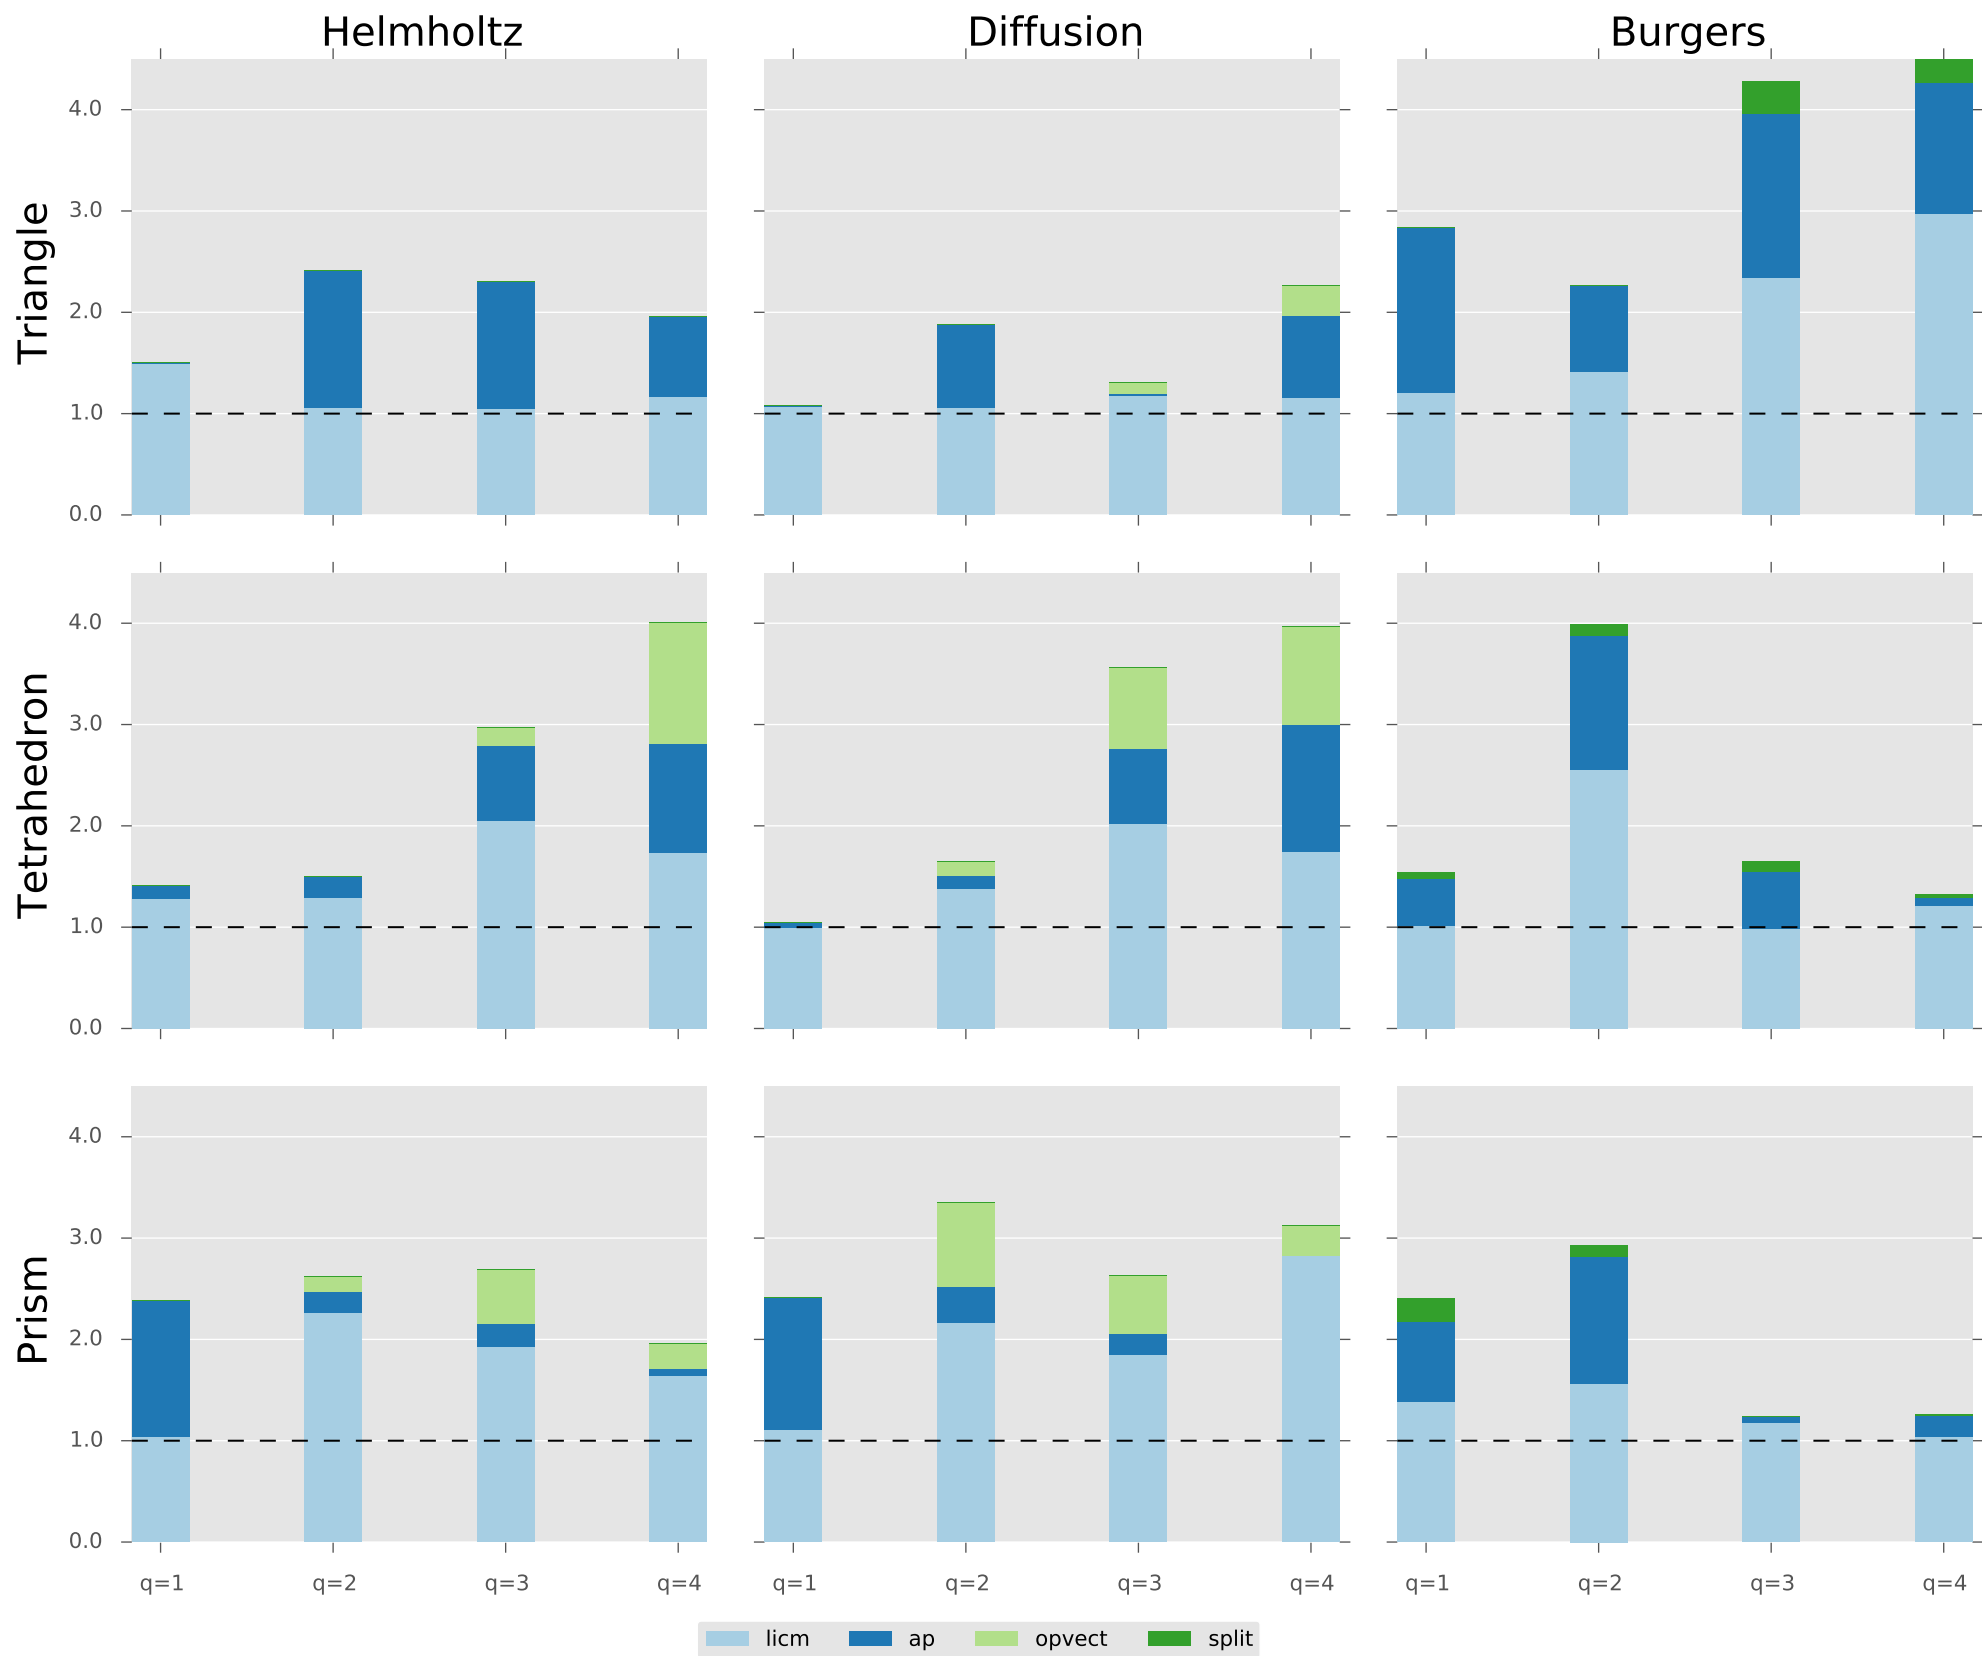 Helmholtz Diffusion Burgers
Triangle
4.0
3.0
2.0
1.0
0.0
Tetrahedron
4.0
3.0
2.0
1.0
0.0
Prism
4.0
3.0
2.0
1.0
0.0
q=1 q=2 q=3 q=4 q=1 q=2 q=3 q=4 q=1 q=2 q=3 q=4
licm ap opvect split